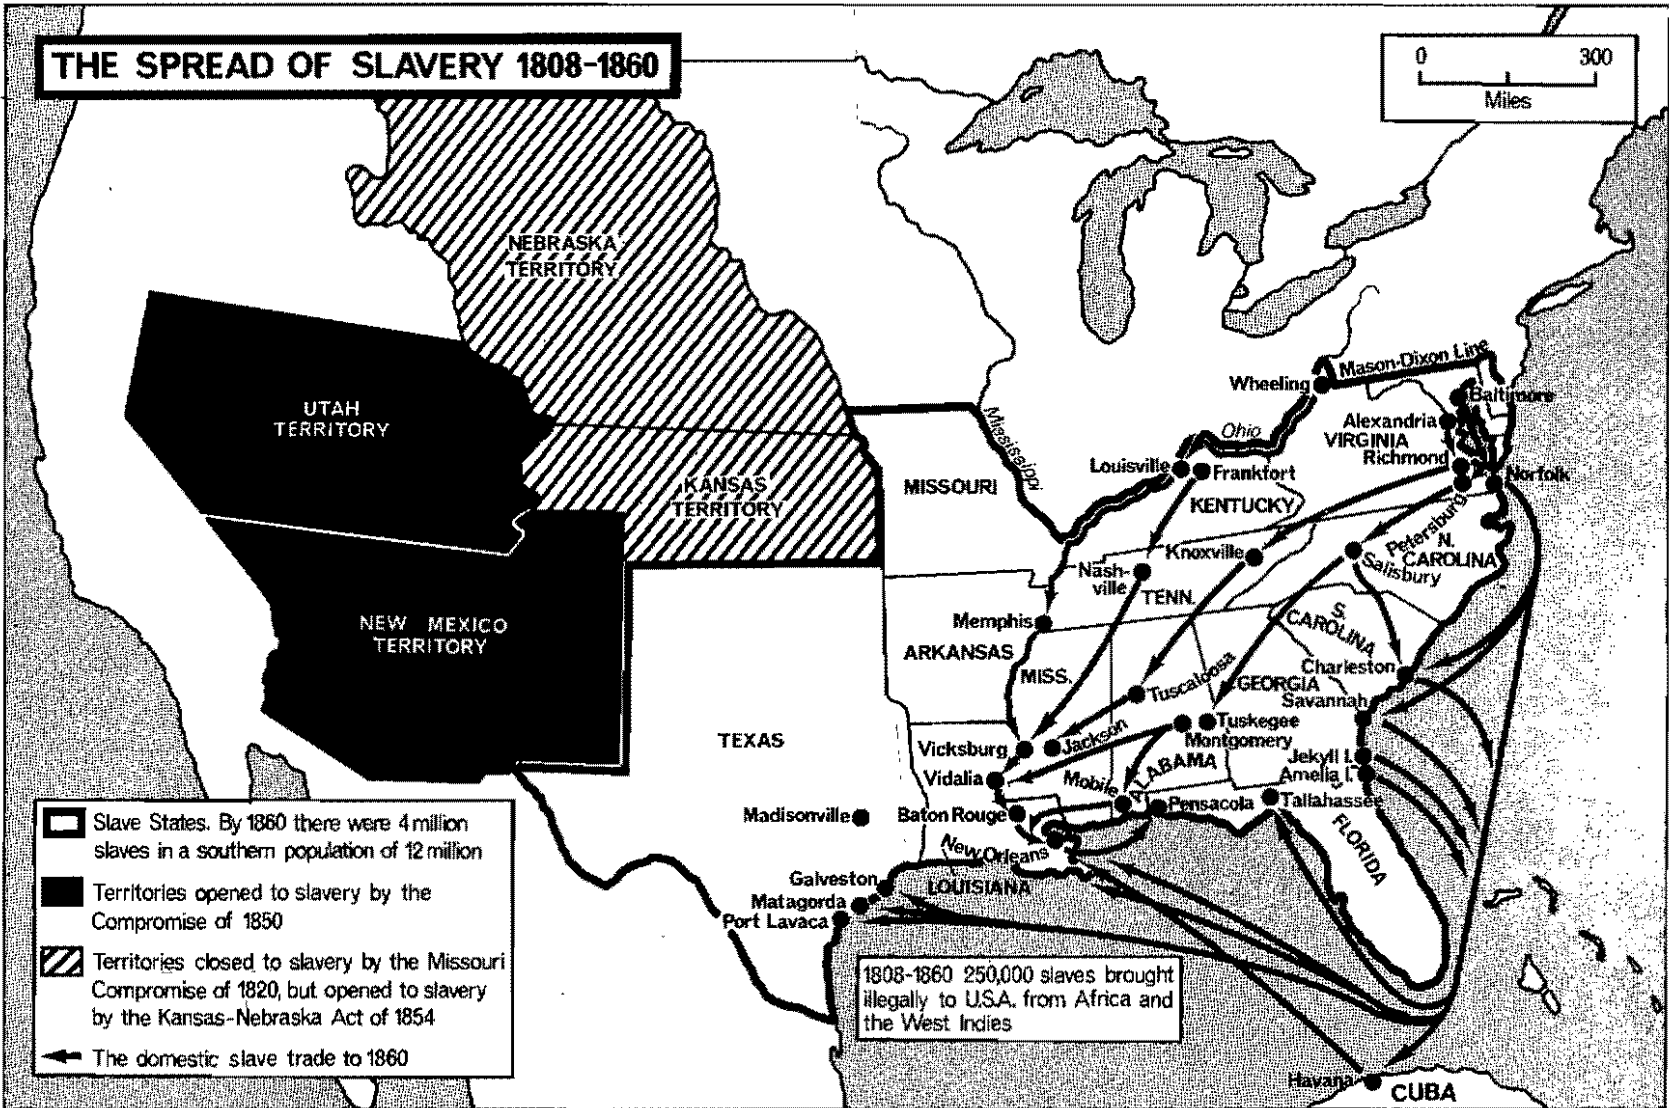 THE SPREAD OF SLAVERY 1808-1860
0 300
Miles
NEBRASKA
TERRITORY
UTAH
TERRITORY
KANSAS
TERRITORY
NEW MEXICO
TERRITORY
Mason-Dixon Line
Wheeling
Baltimore
Alexandria
VIRGINIA
Richmond
Norfolk
Petersburg
Ohio
Mississippi
Louisville
Frankfort
KENTUCKY
MISSOURI
Knoxville
N.
CAROLINA
Salisbury
Nash-
ville
TENN.
Memphis
ARKANSAS
S.
CAROLINA
Charleston
MISS.
Tuscaloosa
GEORGIA
Savannah
TEXAS
Vicksburg
Jackson
Tuskegee
Montgomery
Vidalia
Mobile
ALABAMA
Jekyll I.
Amelia I.
Madisonville
Baton Rouge
Pensacola
Tallahassee
FLORIDA
New Orleans
LOUISIANA
Galveston
Matagorda
Port Lavaca
Havana
CUBA
Slave States. By 1860 there were 4 million
slaves in a southern population of 12 million
Territories opened to slavery by the
Compromise of 1850
Territories closed to slavery by the Missouri
Compromise of 1820, but opened to slavery
by the Kansas-Nebraska Act of 1854
The domestic slave trade to 1860
1808-1860 250,000 slaves brought
illegally to U.S.A. from Africa and
the West Indies